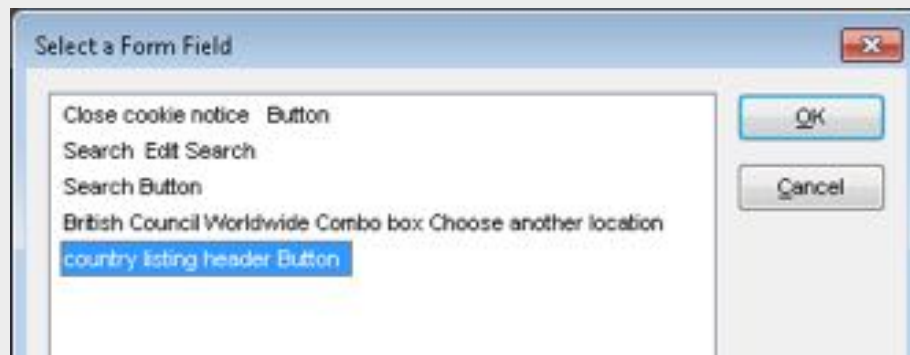 Select a Form Field
Close cookie notice Button
OK
Search Edit Search
Search Button
Cancel
British Council Worldwide Combo box Choose another location
country listing header Button